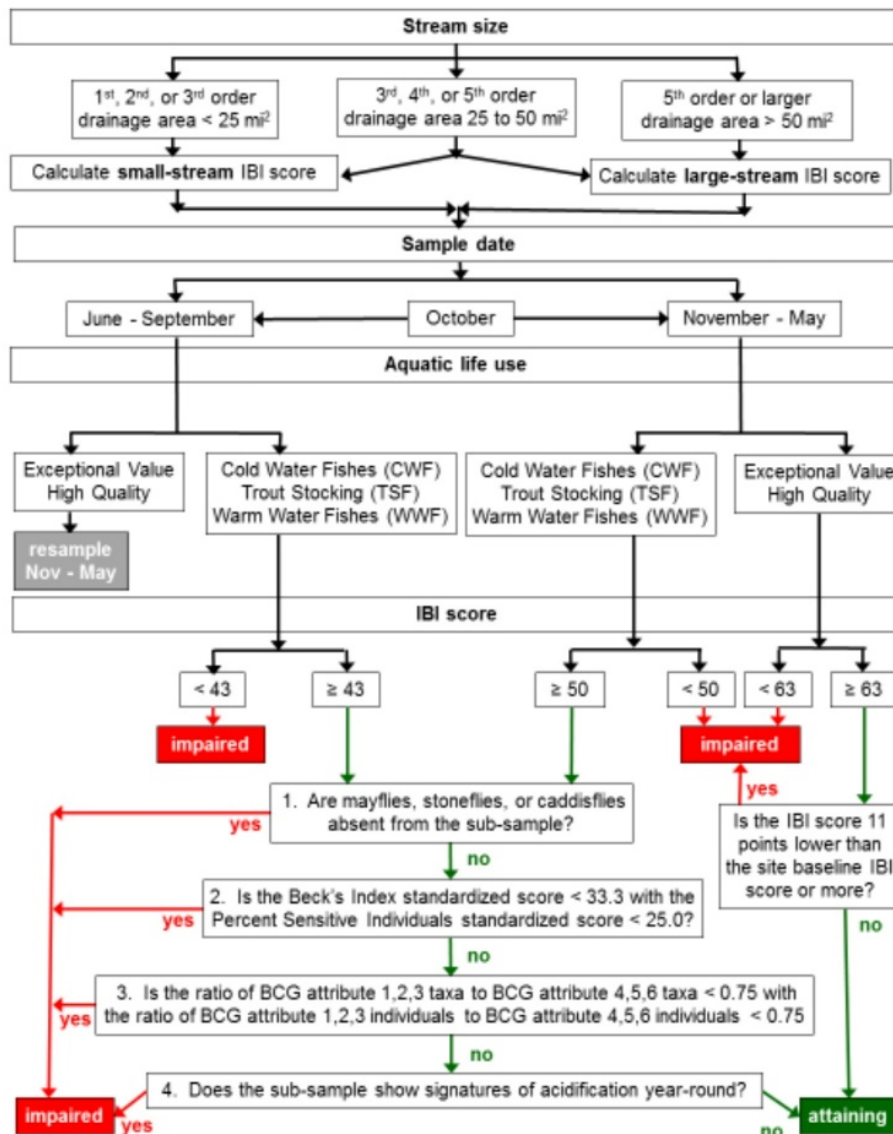 Stream size
1st, 2nd, or 3rd order
drainage area < 25 mi²
3rd, 4th, or 5th order
drainage area 25 to 50 mi²
5th order or larger
drainage area > 50 mi²
Calculate small-stream IBI score
Calculate large-stream IBI score
Sample date
June - September
October
November - May
Aquatic life use
Exceptional Value
High Quality
Cold Water Fishes (CWF)
Trout Stocking (TSF)
Warm Water Fishes (WWF)
Cold Water Fishes (CWF)
Trout Stocking (TSF)
Warm Water Fishes (WWF)
Exceptional Value
High Quality
resample
Nov - May
IBI score
< 43
≥ 43
≥ 50
< 50
< 63
≥ 63
impaired
impaired
1. Are mayflies, stoneflies, or caddisflies
absent from the sub-sample?
yes
no
yes
Is the IBI score 11
points lower than
the site baseline IBI
score or more?
no
2. Is the Beck's Index standardized score < 33.3 with the
Percent Sensitive Individuals standardized score < 25.0?
yes
no
3. Is the ratio of BCG attribute 1,2,3 taxa to BCG attribute 4,5,6 taxa < 0.75 with
the ratio of BCG attribute 1,2,3 individuals to BCG attribute 4,5,6 individuals < 0.75
yes
no
4. Does the sub-sample show signatures of acidification year-round?
impaired
yes
no
attaining